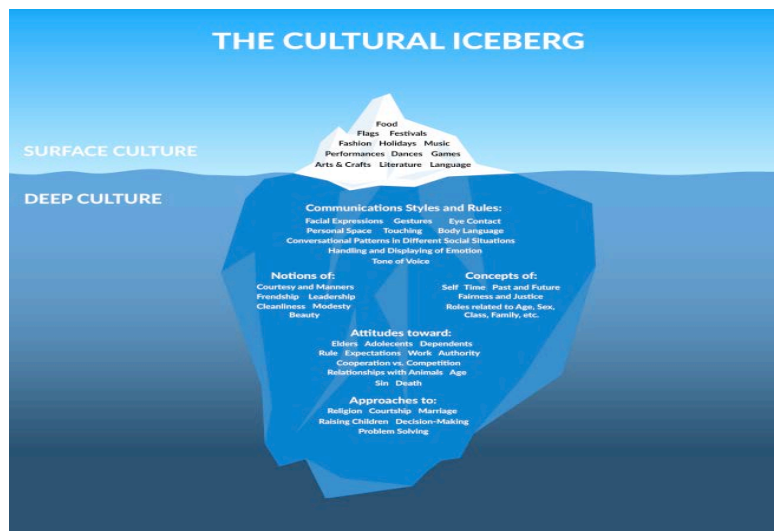 THE CULTURAL ICEBERG
Food
Flags Festivals
Fashion Holidays Music
Performances Dances Games
Arts & Crafts Literature Language
SURFACE CULTURE
DEEP CULTURE
Communications Styles and Rules:
Facial Expressions Gestures Eye Contact
Personal Space Touching Body Language
Conversational Patterns in Different Social Situations
Handling and Displaying of Emotion
Tone of Voice
Notions of:
Courtesy and Manners
Frendship Leadership
Cleanliness Modesty
Beauty
Concepts of:
Self Time Past and Future
Fairness and Justice
Roles related to Age, Sex,
Class, Family, etc.
Attitudes toward:
Elders Adolecents Dependents
Rule Expectations Work Authority
Cooperation vs. Competition
Relationships with Animals Age
Sin Death
Approaches to:
Religion Courtship Marriage
Raising Children Decision-Making
Problem Solving